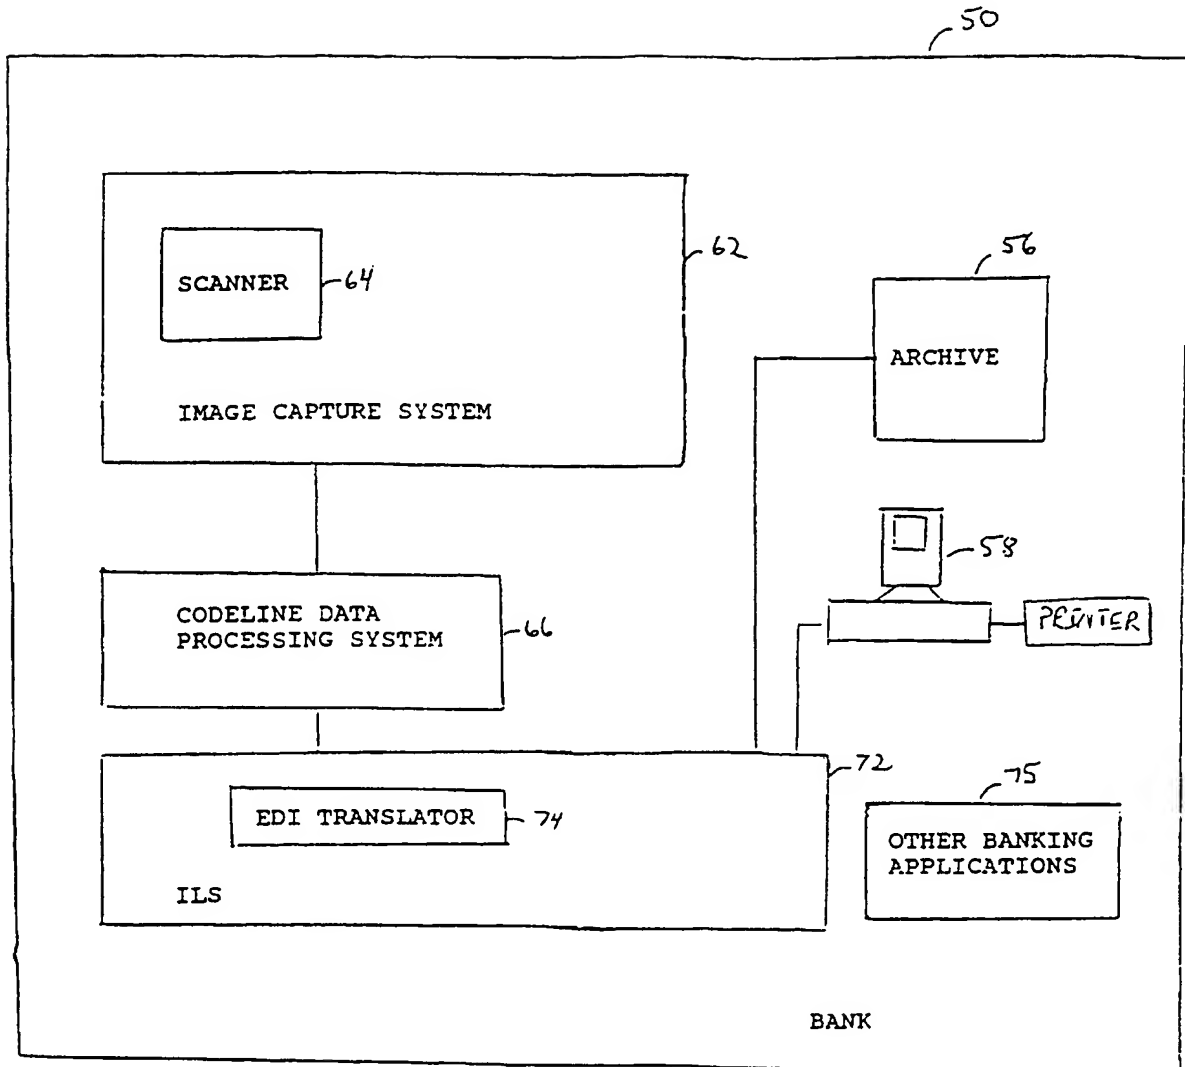 50
SCANNER
64
62
IMAGE CAPTURE SYSTEM
56
ARCHIVE
58
PRINTER
CODELINE DATA
PROCESSING SYSTEM
66
72
EDI TRANSLATOR
74
ILS
75
OTHER BANKING
APPLICATIONS
BANK